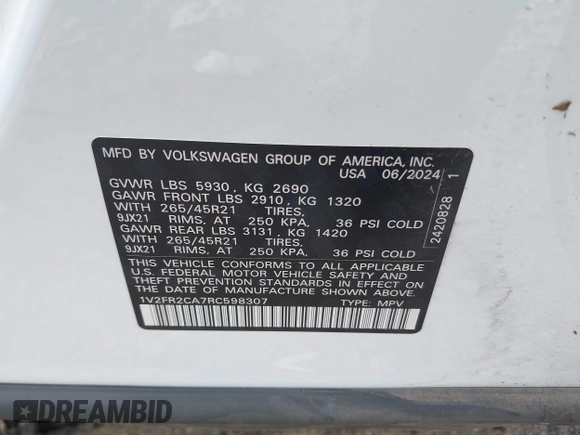 MFD BY VOLKSWAGEN GROUP OF AMERICA, INC.
USA 06/2024
GVWR LBS 5930 , KG 2690
GAWR FRONT LBS 2910 , KG 1320
WITH 265/45R21 TIRES,
9JX21 RIMS, AT 250 KPA, 36 PSI COLD
GAWR REAR LBS 3131 , KG 1420
WITH 265/45R21 TIRES,
9JX21 RIMS, AT 250 KPA, 36 PSI COLD
THIS VEHICLE CONFORMS TO ALL APPLICABLE
U.S. FEDERAL MOTOR VEHICLE SAFETY AND
THEFT PREVENTION STANDARDS IN EFFECT ON
THE DATE OF MANUFACTURE SHOWN ABOVE.
1V2FR2CA7RC598307 TYPE: MPV
2420828 1
DREAMBID